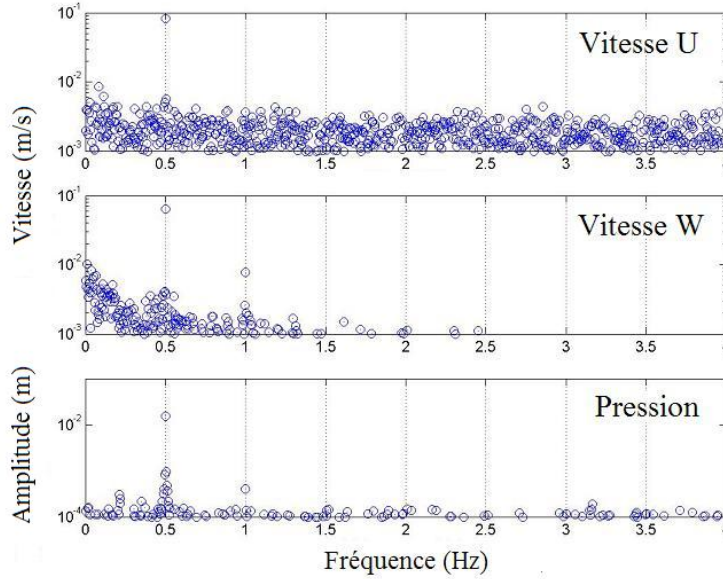 10⁻¹
Vitesse U
10⁻²
10⁻³
0 0.5 1 1.5 2 2.5 3 3.5 4
Vitesse (m/s)
10⁻¹
Vitesse W
10⁻²
10⁻³
0 0.5 1 1.5 2 2.5 3 3.5 4
Amplitude (m)
Pression
10⁻²
10⁻⁴
0 0.5 1 1.5 2 2.5 3 3.5 4
Fréquence (Hz)